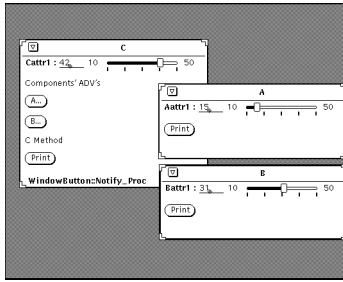 C
Cattr1 : 42 10 50
Components' ADV's
A...
B...
C Method
Print
WindowButton::Notify_Proc
A
Aattr1 : 15 10 50
Print
B
Battr1 : 31 10 50
Print